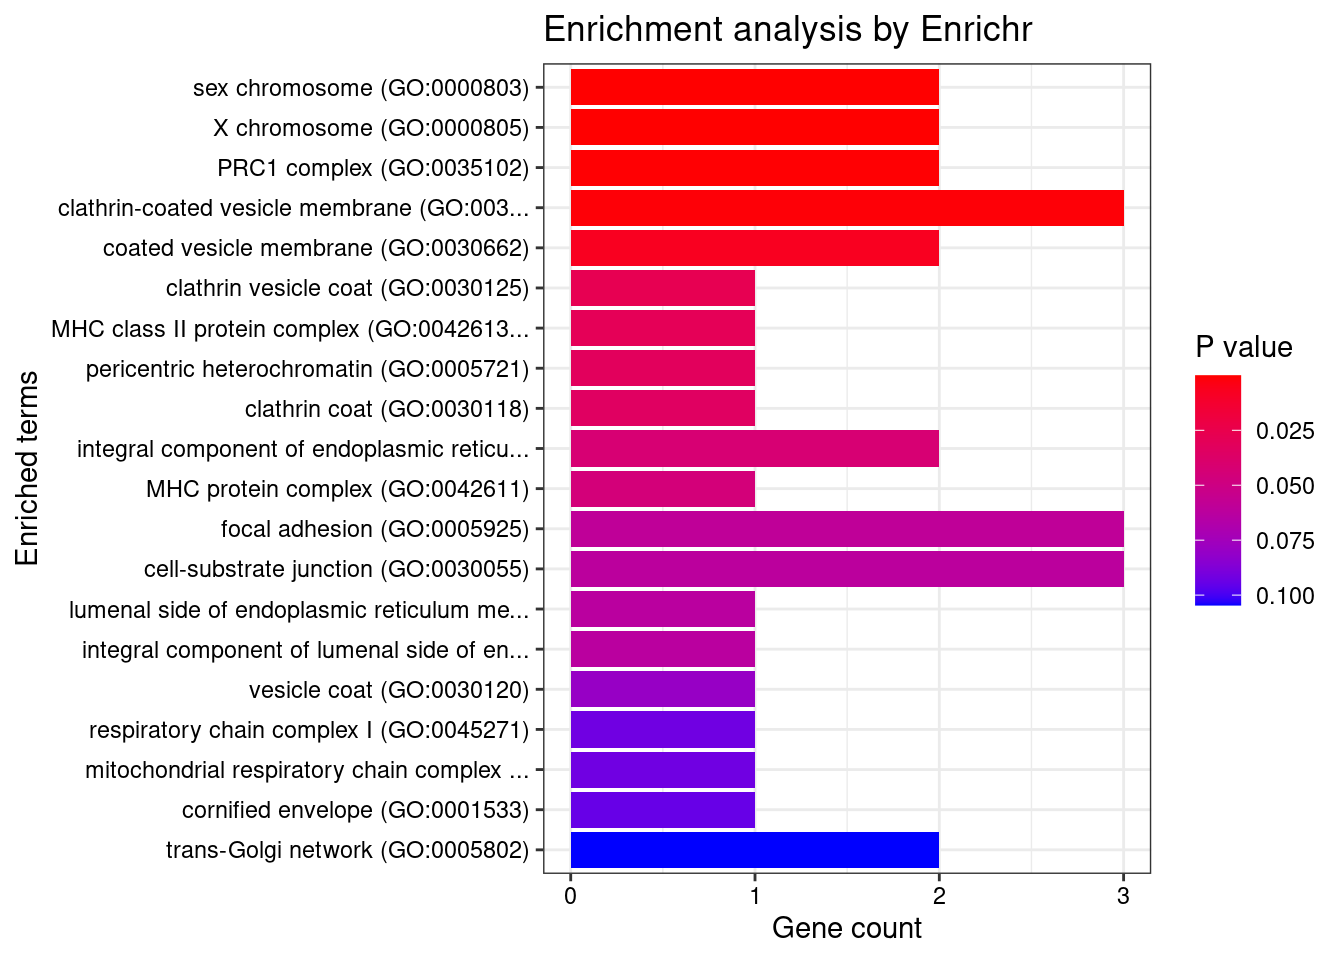 Enrichment analysis by Enrichr
sex chromosome (GO:0000803)
X chromosome (GO:0000805)
PRC1 complex (GO:0035102)
clathrin-coated vesicle membrane (GO:003...
coated vesicle membrane (GO:0030662)
clathrin vesicle coat (GO:0030125)
MHC class II protein complex (GO:0042613...
pericentric heterochromatin (GO:0005721)
clathrin coat (GO:0030118)
integral component of endoplasmic reticu...
MHC protein complex (GO:0042611)
focal adhesion (GO:0005925)
cell-substrate junction (GO:0030055)
lumenal side of endoplasmic reticulum me...
integral component of lumenal side of en...
vesicle coat (GO:0030120)
respiratory chain complex I (GO:0045271)
mitochondrial respiratory chain complex ...
cornified envelope (GO:0001533)
trans-Golgi network (GO:0005802)
Enriched terms
0 1 2 3
Gene count
P value
0.025
0.050
0.075
0.100